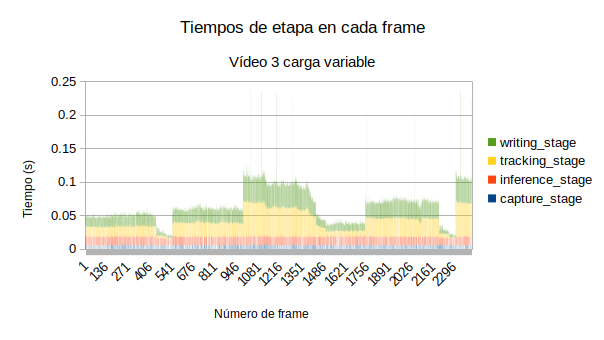 Tiempos de etapa en cada frame
Vídeo 3 carga variable
0.25
0.2
0.15
0.1
0.05
0
Tiempo (s)
writing_stage
tracking_stage
inference_stage
capture_stage
1 136 271 406 541 676 811 946 1081 1216 1351 1486 1621 1756 1891 2026 2161 2296
Número de frame